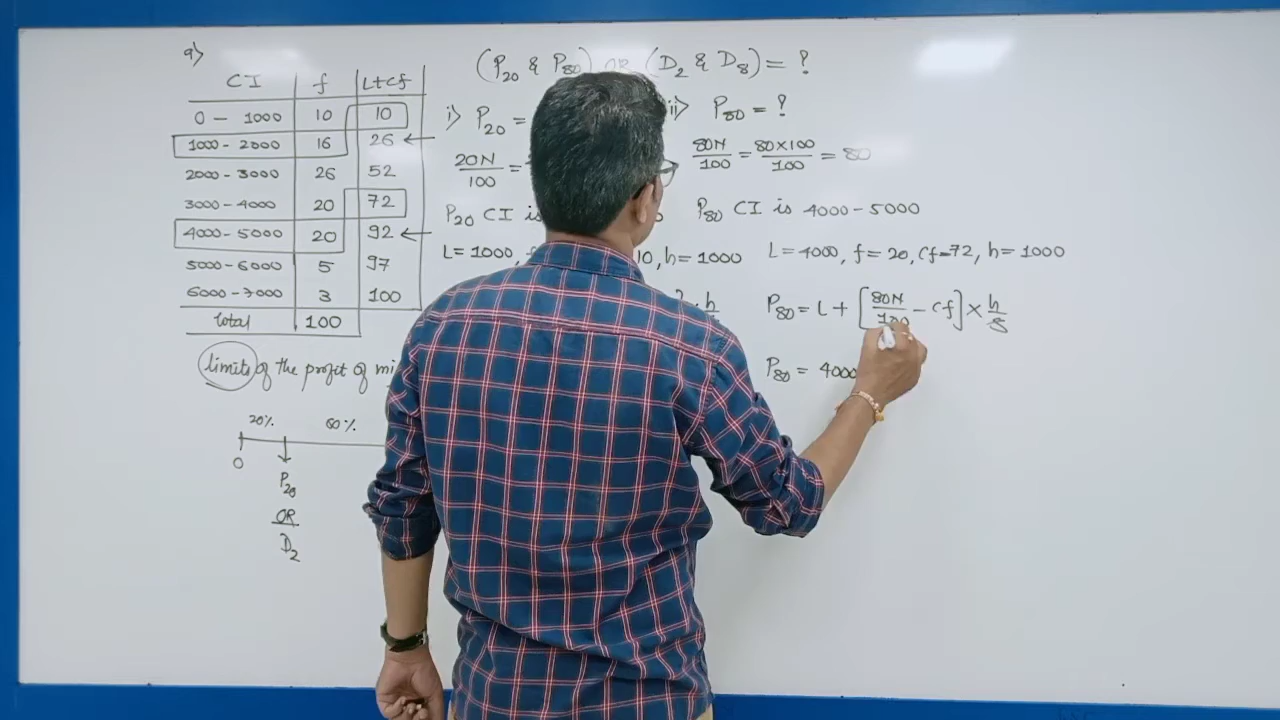 a)
(P20 & P80) OR (D2 & D8) = ?
CI f L+Cf
0 - 1000 10 10
1000 - 2000 16 26 ←
2000 - 3000 26 52
3000 - 4000 20 72
4000 - 5000 20 92 ←
5000 - 6000 5 97
6000 - 7000 3 100
Total 100
limits of the profit of
20% 60%
0
P20
OR
D2
i) P20 =
20N/100 =
P20 CI is
L = 1000, 10, h = 1000
h
ii) P80 = ?
80N/100 = 80×100/100 = 80
P80 CI is 4000 - 5000
L = 4000, f = 20, Cf = 72, h = 1000
P80 = L + [80N/100 - Cf] × h/f
P80 = 4000